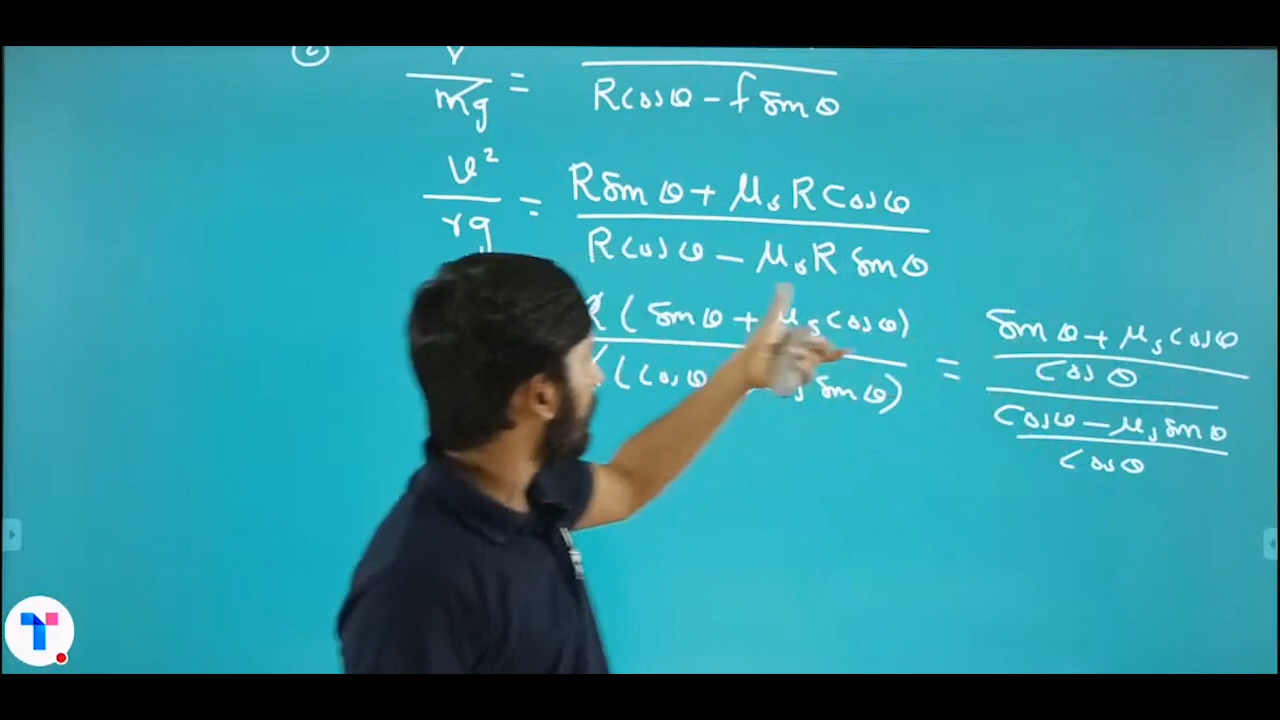 ②
mg = R cos θ - f sin θ
v² / rg = R sin θ + μs R cos θ / R cos θ - μs R sin θ
R ( sin θ + μs cos θ) / ( cos θ sin θ) = sin θ + μs cos θ / cos θ / cos θ - μs sin θ / cos θ
T